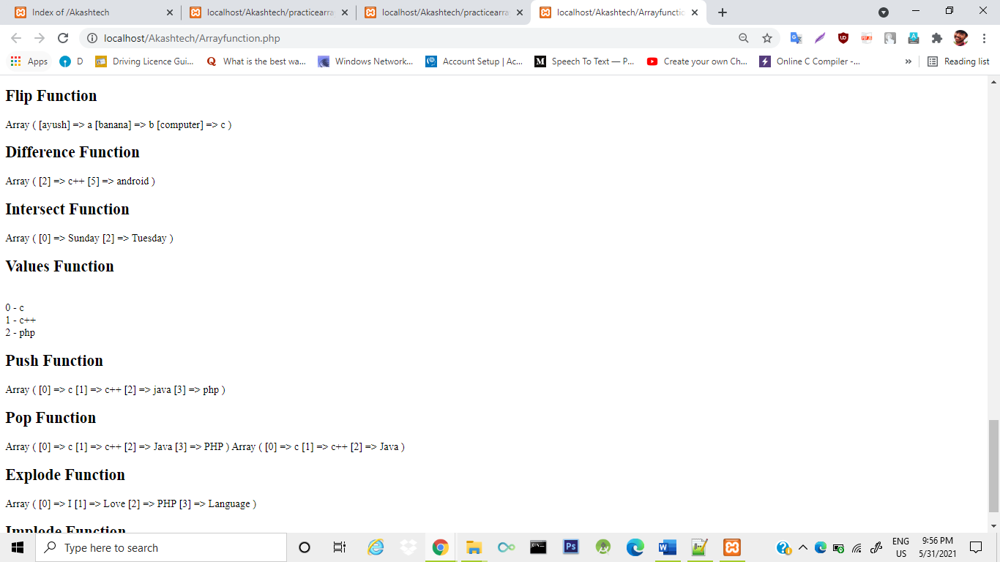 Index of /Akashtech
localhost/Akashtech/practicearra
localhost/Akashtech/practicearra
localhost/Akashtech/Arrayfunctic
localhost/Akashtech/Arrayfunction.php
Apps
D
Driving Licence Gui...
What is the best wa...
Windows Network...
Account Setup | Ac...
Speech To Text — P...
Create your own Ch...
Online C Compiler -...
»
Reading list
Flip Function
Array ( [ayush] => a [banana] => b [computer] => c )
Difference Function
Array ( [2] => c++ [5] => android )
Intersect Function
Array ( [0] => Sunday [2] => Tuesday )
Values Function
0 - c
1 - c++
2 - php
Push Function
Array ( [0] => c [1] => c++ [2] => java [3] => php )
Pop Function
Array ( [0] => c [1] => c++ [2] => Java [3] => PHP ) Array ( [0] => c [1] => c++ [2] => Java )
Explode Function
Array ( [0] => I [1] => Love [2] => PHP [3] => Language )
Implode Function
Type here to search
Ps
ENG
US
9:56 PM
5/31/2021